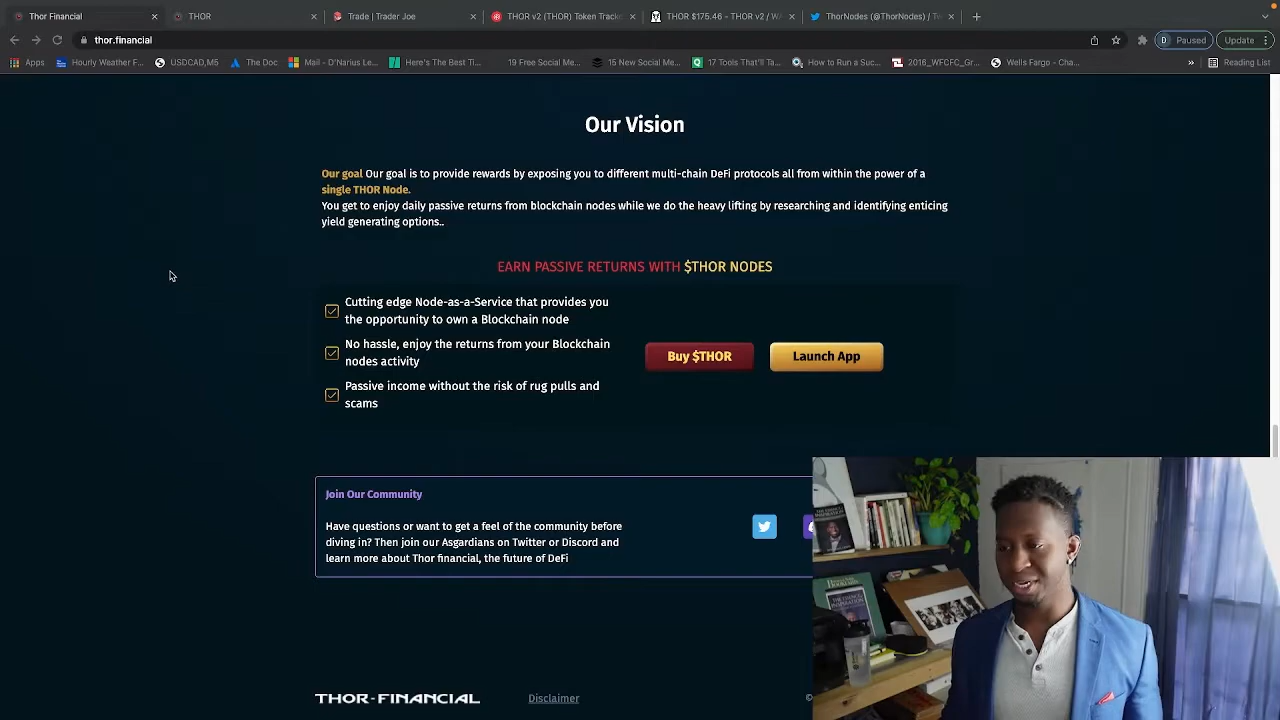 Thor Financial
THOR
Trade | Trader Joe
THOR v2 (THOR) Token Track
THOR $175.46 - THOR v2 / W
ThorNodes (@ThorNodes) / Tw
thor.financial
D Paused
Update
Apps
Hourly Weather F...
USDCAD,M5
The Doc
Mail - D'Narius Le...
Here's The Best Ti...
19 Free Social Me...
15 New Social Me...
17 Tools That'll Ta...
How to Run a Suc...
2016_WFCFC_Gr...
Wells Fargo - Cha...
»
Reading List
Our Vision
Our goal Our goal is to provide rewards by exposing you to different multi-chain DeFi protocols all from within the power of a
single THOR Node.
You get to enjoy daily passive returns from blockchain nodes while we do the heavy lifting by researching and identifying enticing
yield generating options..
EARN PASSIVE RETURNS WITH $THOR NODES
Cutting edge Node-as-a-Service that provides you
the opportunity to own a Blockchain node
No hassle, enjoy the returns from your Blockchain
nodes activity
Passive income without the risk of rug pulls and
scams
Buy $THOR
Launch App
Join Our Community
Have questions or want to get a feel of the community before
diving in? Then join our Asgardians on Twitter or Discord and
learn more about Thor financial, the future of DeFi
THOR-FINANCIAL
Disclaimer
©